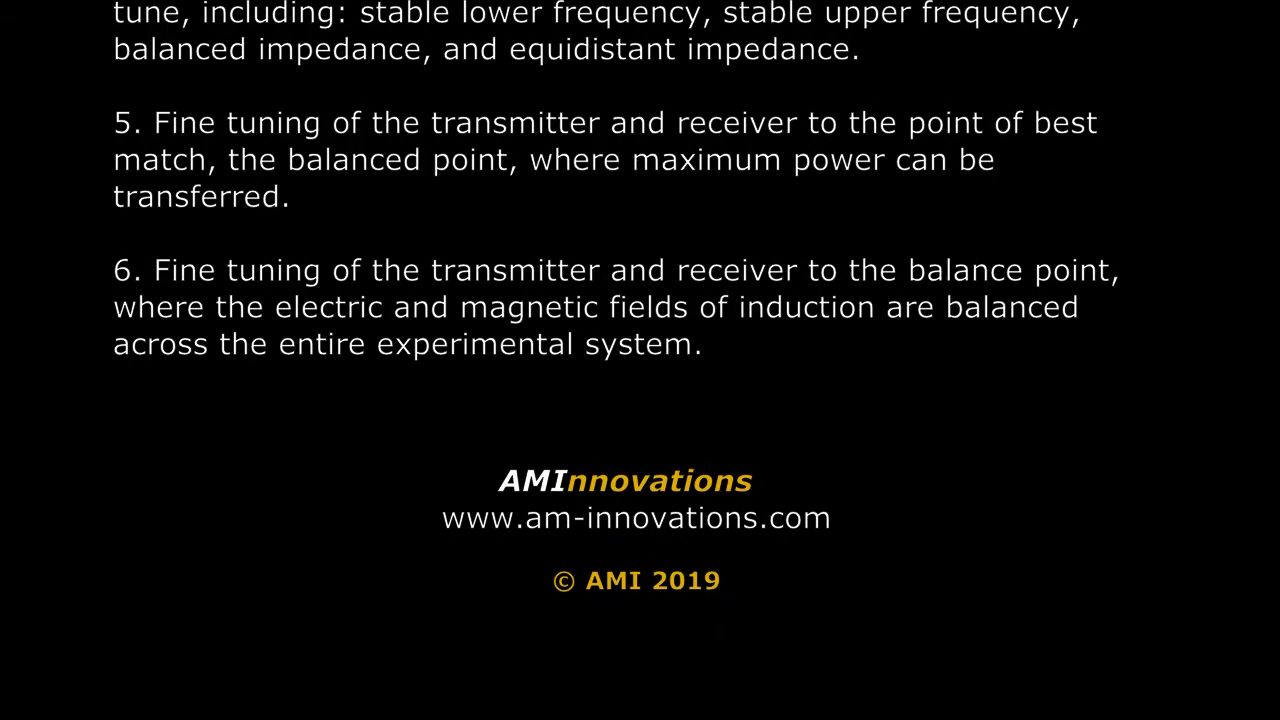 tune, including: stable lower frequency, stable upper frequency,
balanced impedance, and equidistant impedance.
5. Fine tuning of the transmitter and receiver to the point of best
match, the balanced point, where maximum power can be
transferred.
6. Fine tuning of the transmitter and receiver to the balance point,
where the electric and magnetic fields of induction are balanced
across the entire experimental system.
AMInnovations
www.am-innovations.com
© AMI 2019